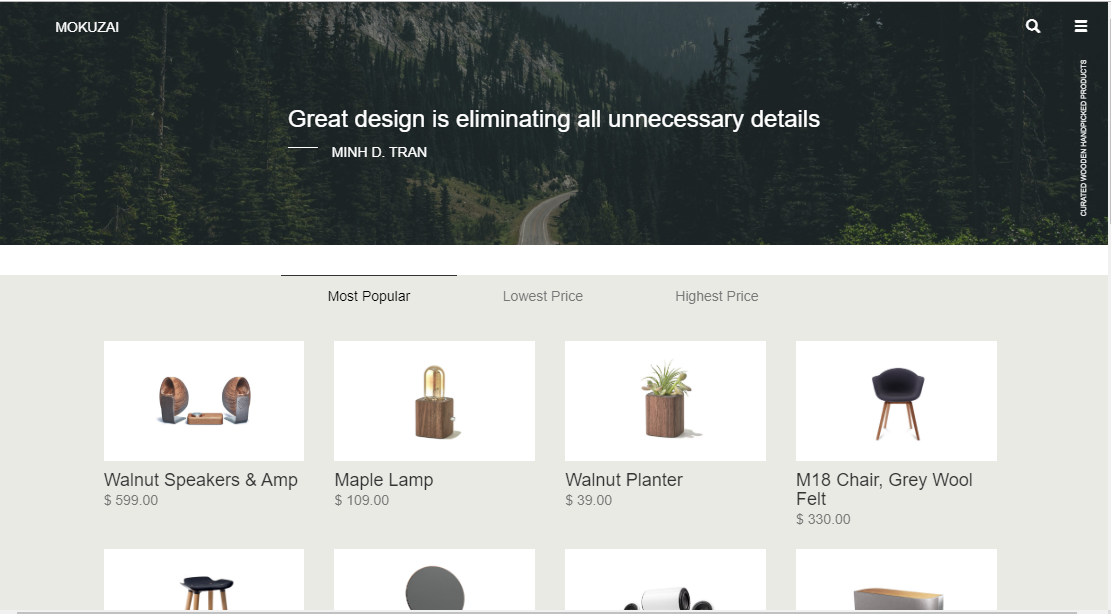 MOKUZAI
CURATED WOODEN HANDPICKED PRODUCTS
Great design is eliminating all unnecessary details
MINH D. TRAN
Most Popular
Lowest Price
Highest Price
Walnut Speakers & Amp
$ 599.00
Maple Lamp
$ 109.00
Walnut Planter
$ 39.00
M18 Chair, Grey Wool
Felt
$ 330.00